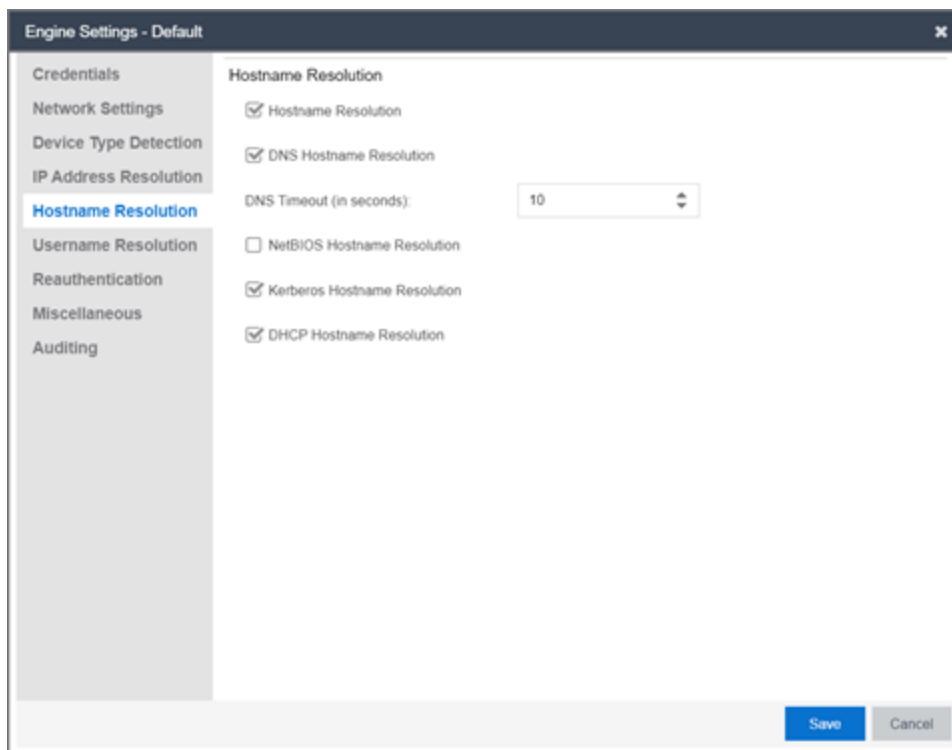 Engine Settings - Default
Credentials
Network Settings
Device Type Detection
IP Address Resolution
Hostname Resolution
Username Resolution
Reauthentication
Miscellaneous
Auditing
Hostname Resolution
Hostname Resolution
DNS Hostname Resolution
DNS Timeout (in seconds): 10
NetBIOS Hostname Resolution
Kerberos Hostname Resolution
DHCP Hostname Resolution
Save Cancel